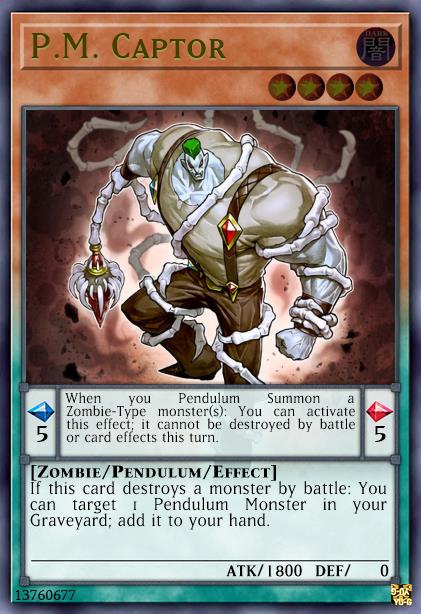 P.M. Captor
DARK
闇
When you Pendulum Summon a
Zombie-Type monster(s): You can activate
this effect; it cannot be destroyed by battle
or card effects this turn.
5
5
[Zombie/Pendulum/Effect]
If this card destroys a monster by battle: You
can target 1 Pendulum Monster in your
Graveyard; add it to your hand.
ATK/1800 DEF/ 0
13760677